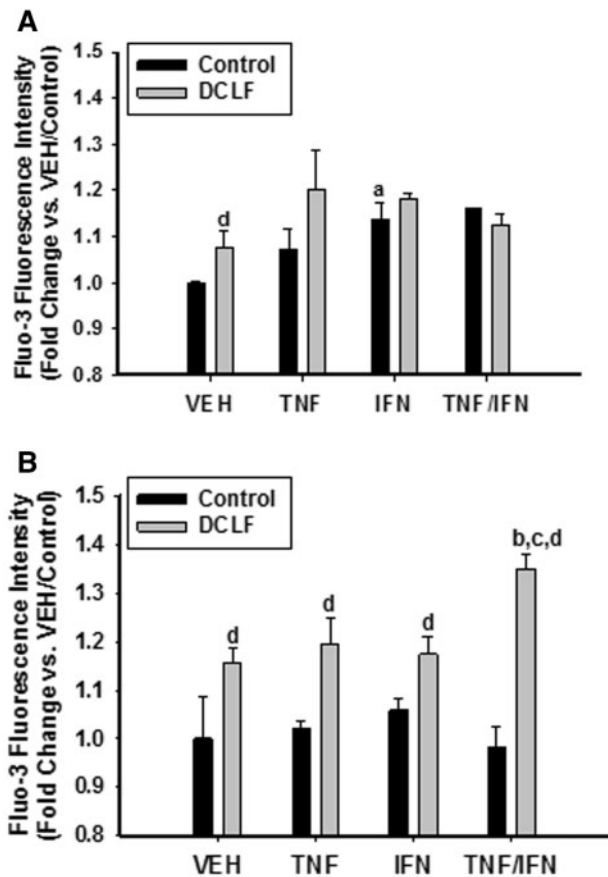 A
Fluo-3 Fluorescence Intensity
(Fold Change vs. VEH/Control)
1.5
1.4
1.3
1.2
1.1
1.0
0.9
0.8
Control
DCLF
d
a
VEH TNF IFN TNF/IFN
B
Fluo-3 Fluorescence Intensity
(Fold Change vs. VEH/Control)
1.5
1.4
1.3
1.2
1.1
1.0
0.9
0.8
Control
DCLF
d
d
d
b,c,d
VEH TNF IFN TNF/IFN